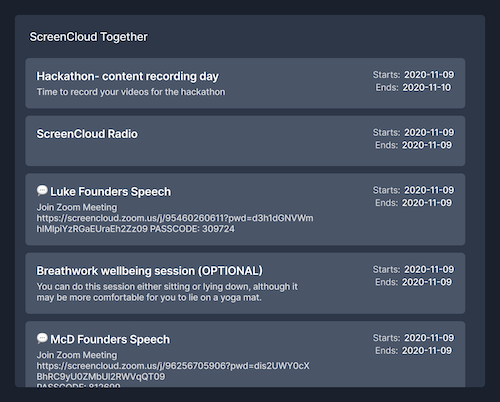 ScreenCloud Together
Hackathon- content recording day
Time to record your videos for the hackathon
Starts: 2020-11-09
Ends: 2020-11-10
ScreenCloud Radio
Starts: 2020-11-09
Ends: 2020-11-09
💬 Luke Founders Speech
Join Zoom Meeting
https://screencloud.zoom.us/j/95460260611?pwd=d3h1dGNVWm
hIMlpiYzRGaEUraEh2Zz09 PASSCODE: 309724
Starts: 2020-11-09
Ends: 2020-11-09
Breathwork wellbeing session (OPTIONAL)
You can do this session either sitting or lying down, although it
may be more comfortable for you to lie on a yoga mat.
Starts: 2020-11-09
Ends: 2020-11-09
💬 McD Founders Speech
Join Zoom Meeting
https://screencloud.zoom.us/j/96256705906?pwd=dis2UWY0cX
BhRC9yU0ZMbUl2RWVqQT09
PASSCODE: 812699
Starts: 2020-11-09
Ends: 2020-11-09